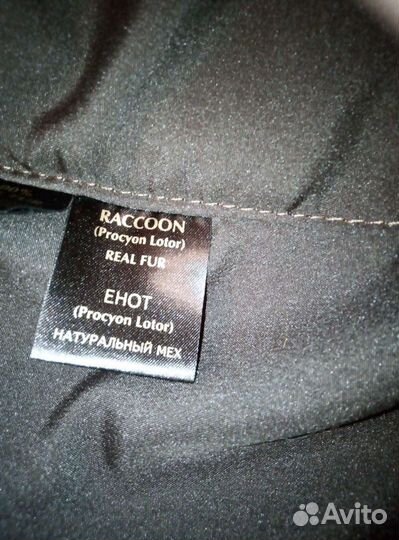 RACCOON
(Procyon Lotor)
REAL FUR
ЕНОТ
(Procyon Lotor)
НАТУРАЛЬНЫЙ МЕХ
Avito